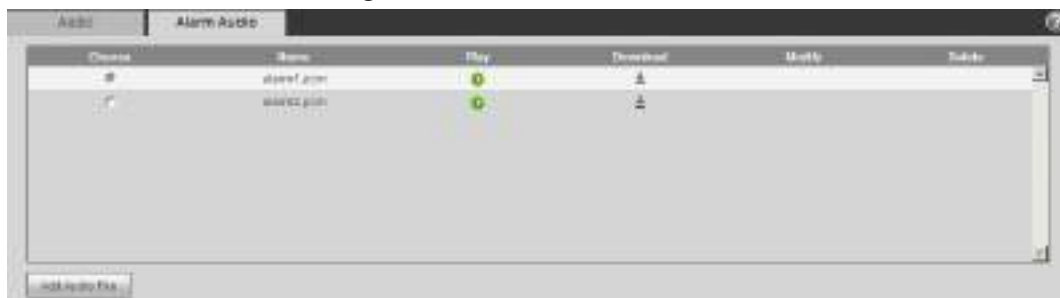 Audio Alarm Audio
Choose Name Play Download Modify Delete
alarm1.pcm
alarm2.pcm
Add Audio File